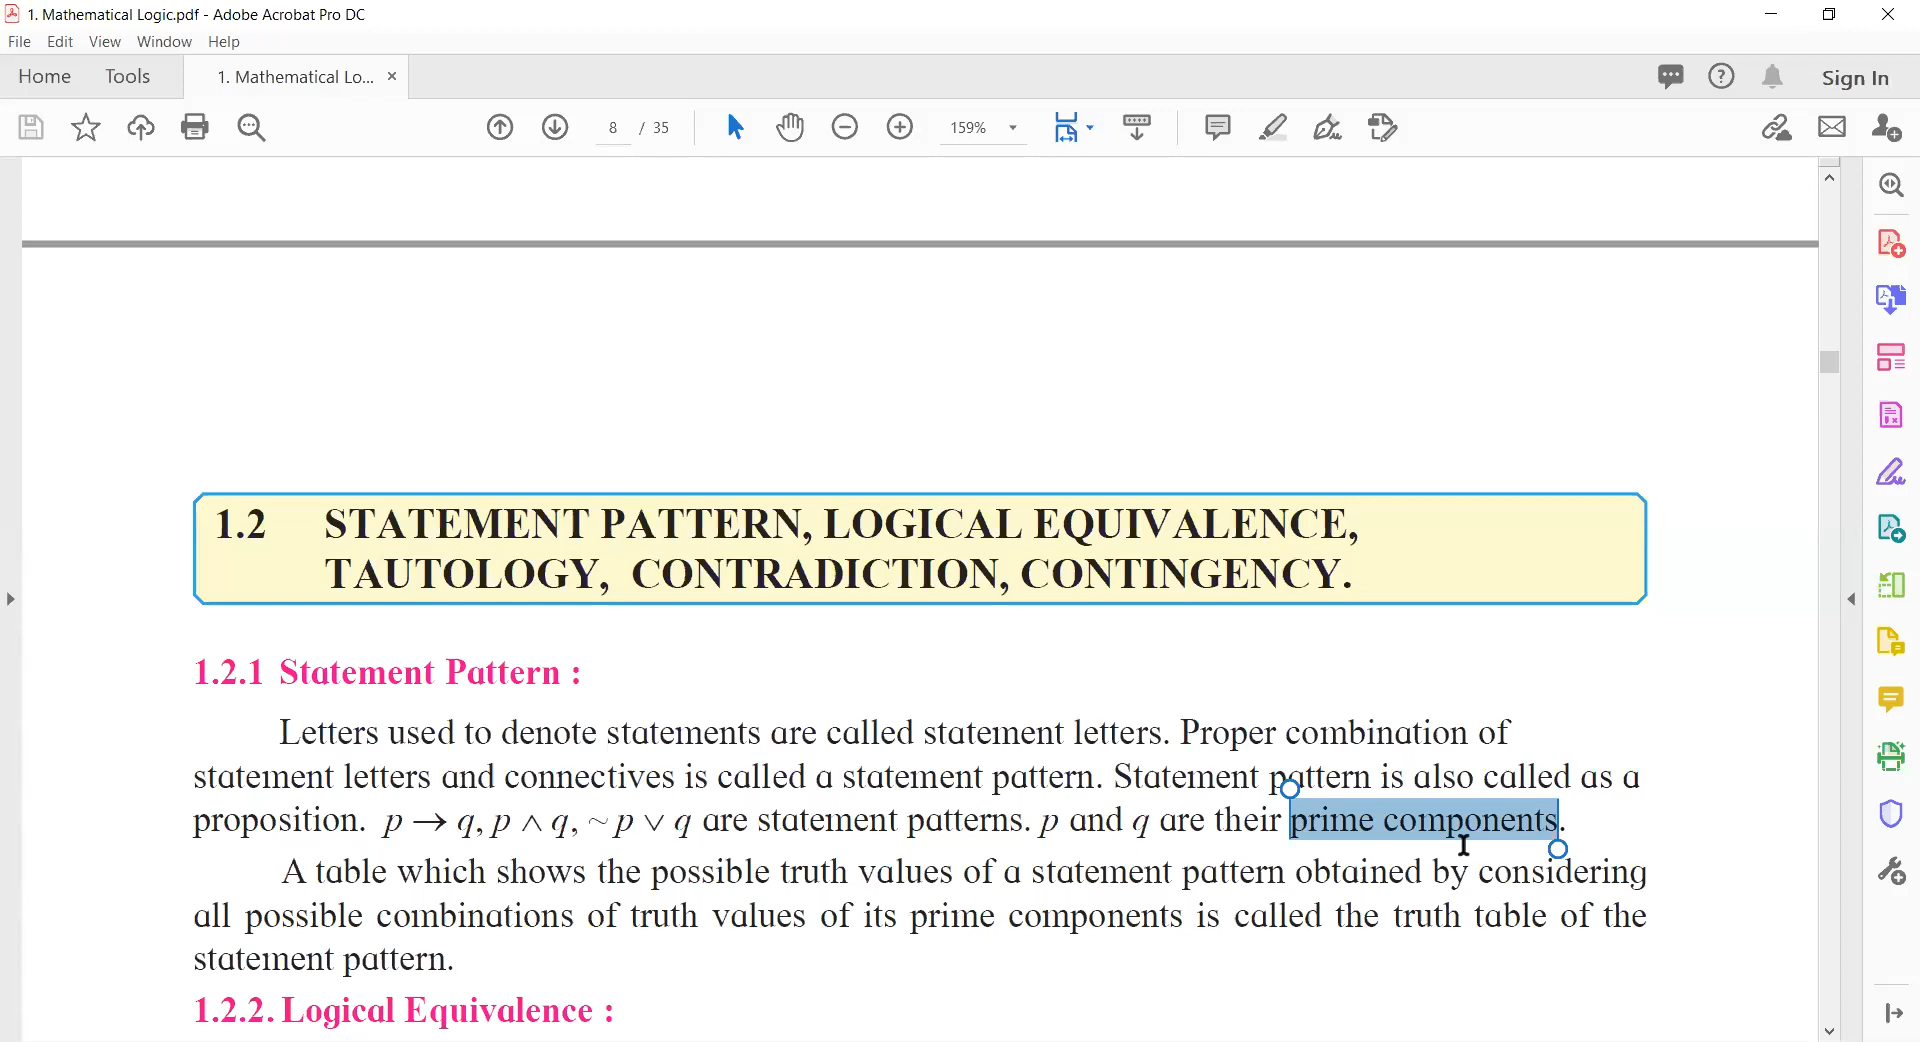 1. Mathematical Logic.pdf - Adobe Acrobat Pro DC
File Edit View Window Help
Home Tools 1. Mathematical Lo... × Sign In
8 / 35 159%
1.2 STATEMENT PATTERN, LOGICAL EQUIVALENCE,
TAUTOLOGY, CONTRADICTION, CONTINGENCY.
1.2.1 Statement Pattern :
Letters used to denote statements are called statement letters. Proper combination of
statement letters and connectives is called a statement pattern. Statement pattern is also called as a
proposition. p → q, p ∧ q, ~ p ∨ q are statement patterns. p and q are their prime components.
A table which shows the possible truth values of a statement pattern obtained by considering
all possible combinations of truth values of its prime components is called the truth table of the
statement pattern.
1.2.2. Logical Equivalence :